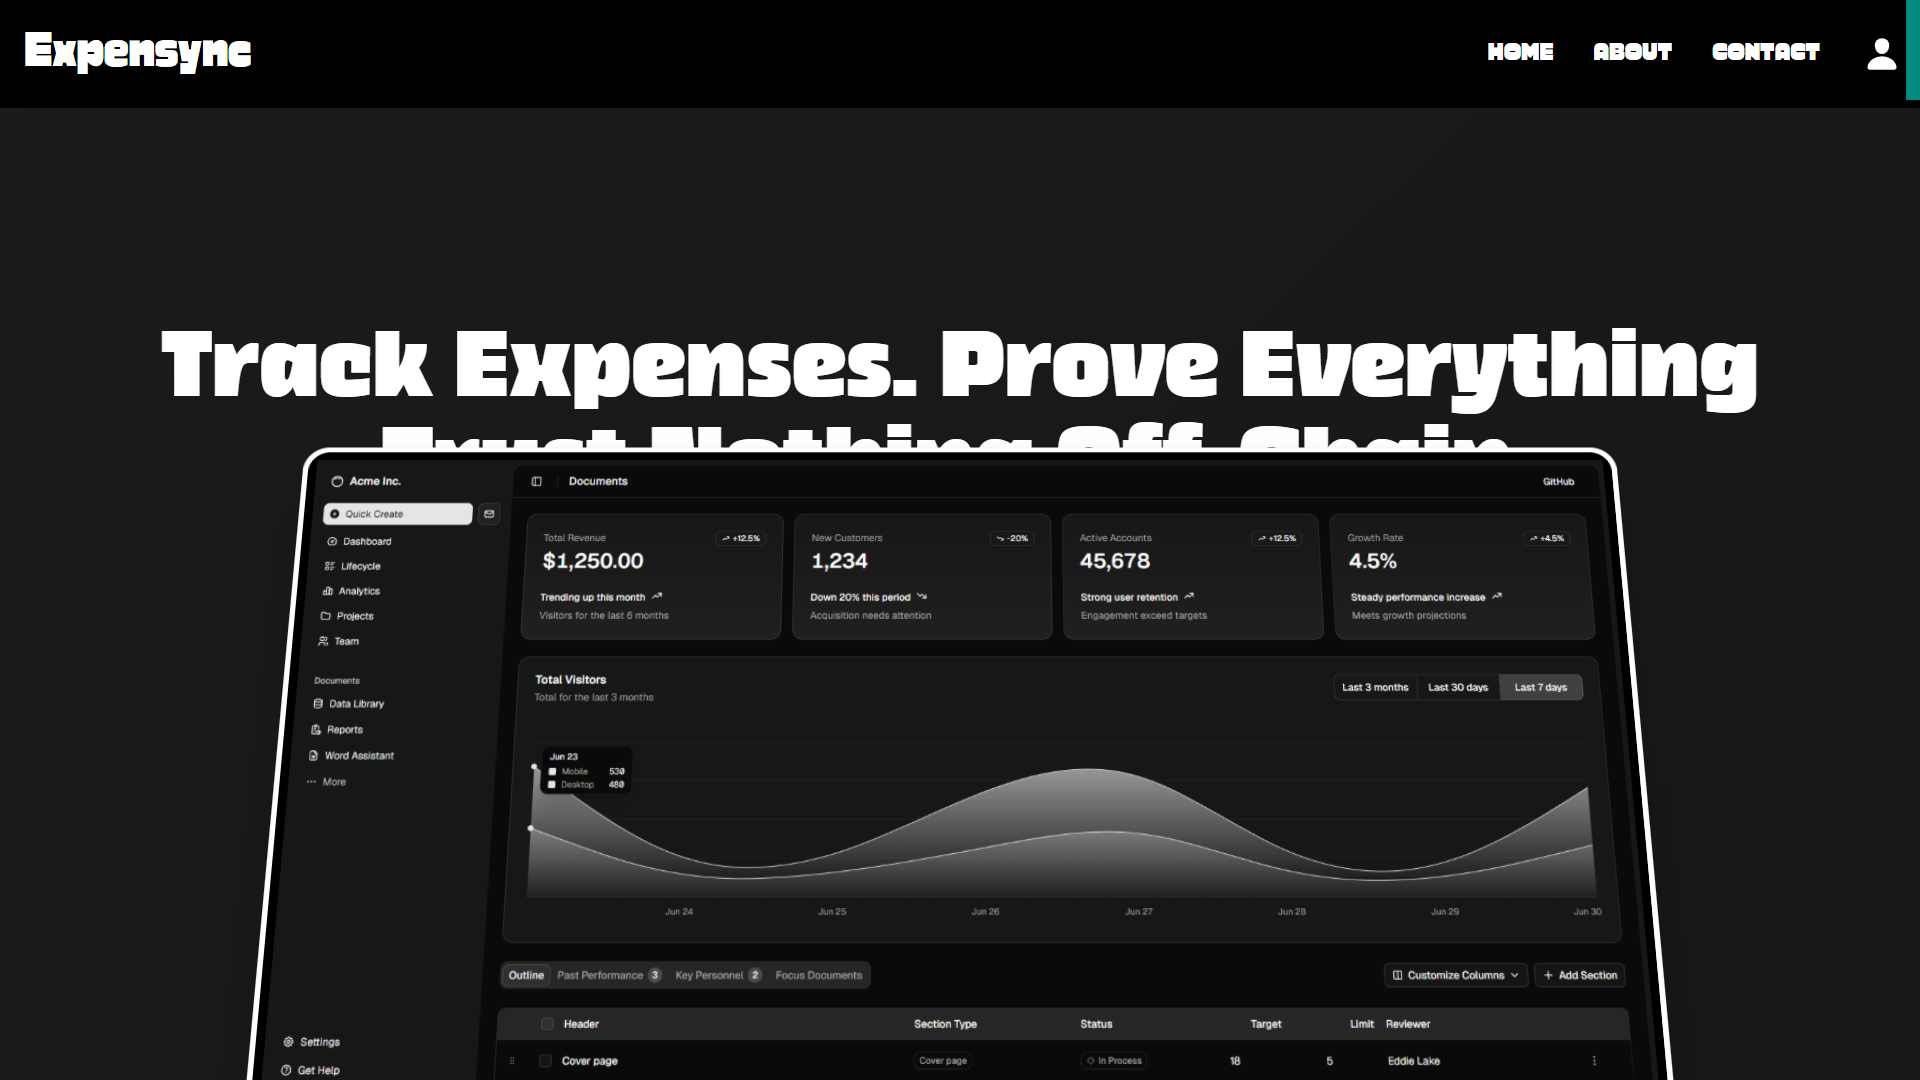 Expensync
HOME ABOUT CONTACT
Track Expenses. Prove Everything
Trust Nothing Off-Chain
Acme Inc.
Quick Create
Dashboard
Lifecycle
Analytics
Projects
Team
Documents
Data Library
Reports
Word Assistant
More
Settings
Get Help
Documents
GitHub
Total Revenue +12.5%
$1,250.00
Trending up this month
Visitors for the last 6 months
New Customers -20%
1,234
Down 20% this period
Acquisition needs attention
Active Accounts +12.5%
45,678
Strong user retention
Engagement exceed targets
Growth Rate +4.5%
4.5%
Steady performance increase
Meets growth projections
Total Visitors
Total for the last 3 months
Last 3 months Last 30 days Last 7 days
Jun 23
Mobile 530
Desktop 480
Jun 24 Jun 25 Jun 26 Jun 27 Jun 28 Jun 29 Jun 30
Outline Past Performance 3 Key Personnel 2 Focus Documents
Customize Columns + Add Section
Header Section Type Status Target Limit Reviewer
Cover page Cover page In Process 18 5 Eddie Lake